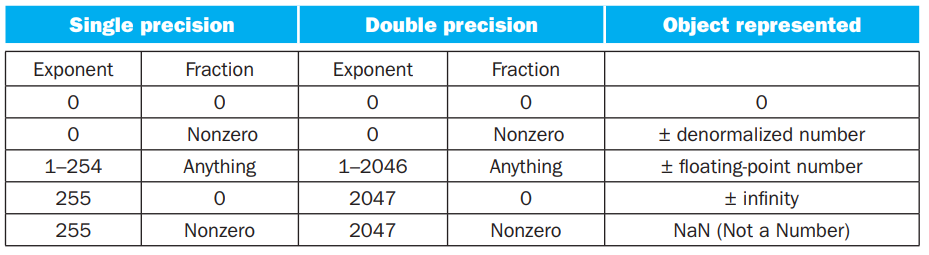 Single precision Double precision Object represented
Exponent Fraction Exponent Fraction
0 0 0 0 0
0 Nonzero 0 Nonzero ± denormalized number
1–254 Anything 1–2046 Anything ± floating-point number
255 0 2047 0 ± infinity
255 Nonzero 2047 Nonzero NaN (Not a Number)